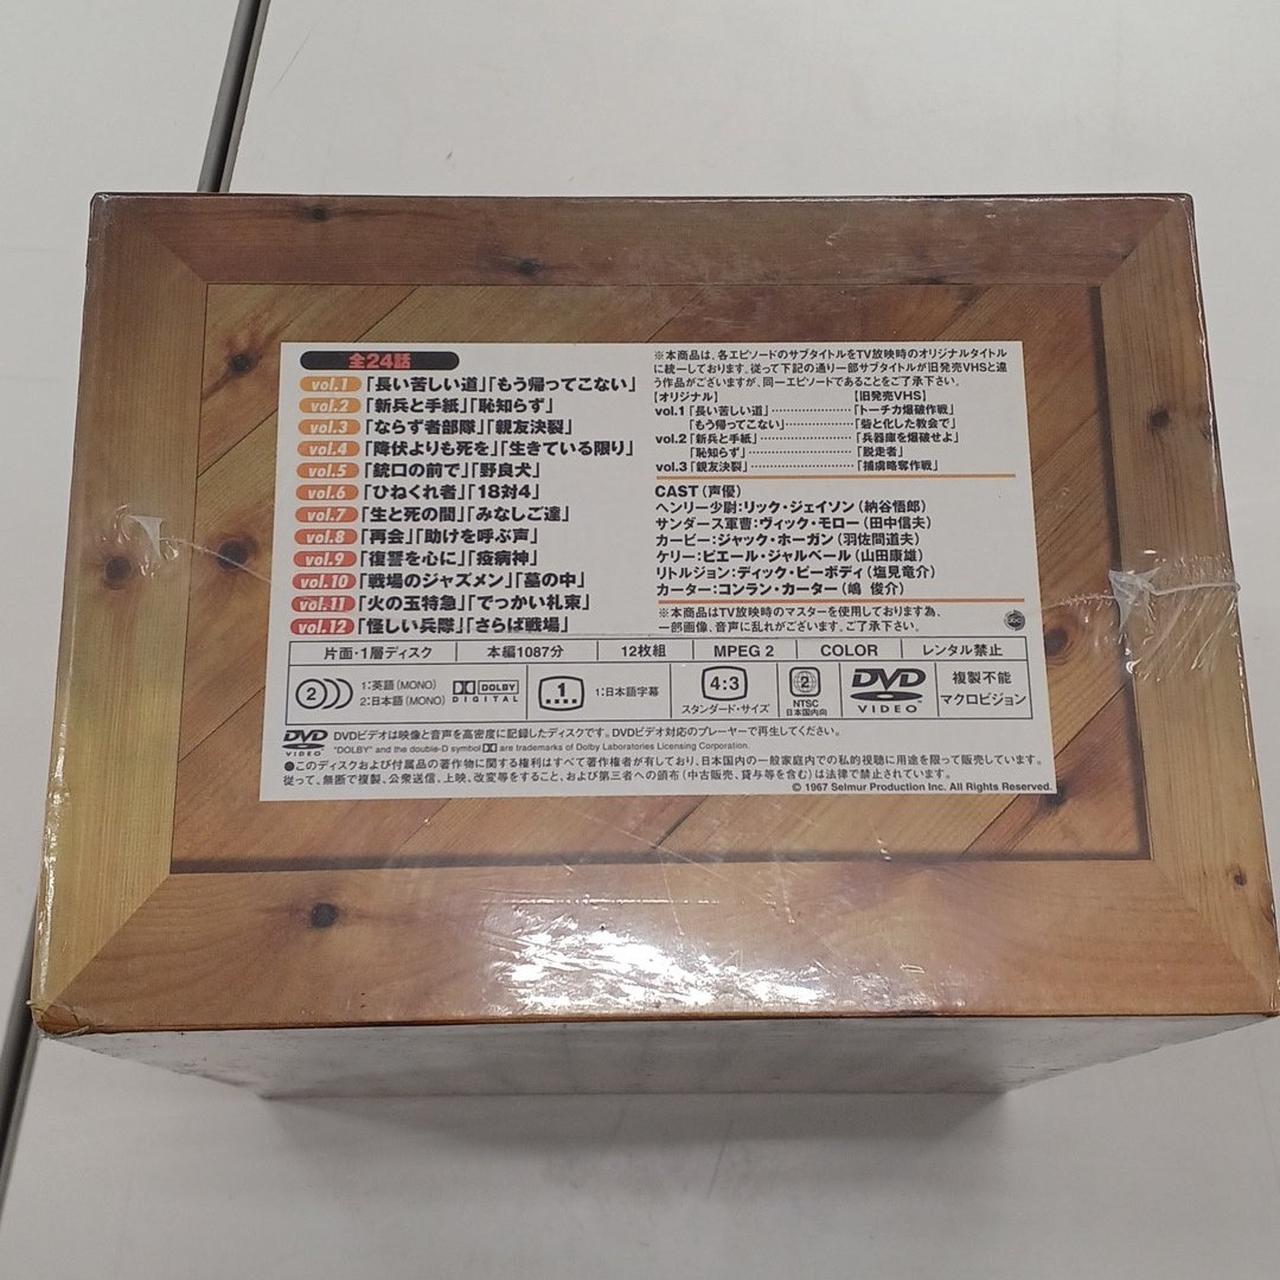 全24話
vol.1「長い苦しい道」「もう帰ってこない」
vol.2「新兵と手紙」「恥知らず」
vol.3「ならず者部隊」「親友決裂」
vol.4「降伏よりも死を」「生きている限り」
vol.5「銃口の前で」「野良犬」
vol.6「ひねくれ者」「18対4」
vol.7「生と死の間」「みなしご達」
vol.8「再会」「助けを呼ぶ声」
vol.9「復讐を心に」「疫病神」
vol.10「戦場のジャズメン」「墓の中」
vol.11「火の玉特急」「でっかい札束」
vol.12「怪しい兵隊」「さらば戦場」
※本商品は、各エピソードのサブタイトルをTV放映時のオリジナルタイトル
に統一しております。従って下記の通り一部サブタイトルが旧発売VHSと違
う作品がございますが、同一エピソードであることをご了承下さい。
【オリジナル】 【旧発売VHS】
vol.1「長い苦しい道」……………「トーチカ爆破作戦」
「もう帰ってこない」……………「砦と化した教会で」
vol.2「新兵と手紙」……………「兵器庫を爆破せよ」
「恥知らず」……………「脱走者」
vol.3「親友決裂」……………「捕虜略奪作戦」
CAST(声優)
ヘンリー少尉:リック・ジェイソン(納谷悟郎)
サンダース軍曹:ヴィック・モロー(田中信夫)
カービー:ジャック・ホーガン(羽佐間道夫)
ケリー:ピエール・ジャルベール(山田康雄)
リトルジョン:ディック・ピーボディ(塩見竜介)
カーター:コンラン・カーター(嶋 俊介)
※本商品はTV放映時のマスターを使用しております為、
一部画像、音声に乱れがございます。ご了承下さい。
abc
片面・1層ディスク 本編1087分 12枚組 MPEG 2 COLOR レンタル禁止
2 1:英語(MONO)
2:日本語(MONO)
DOLBY
DIGITAL
1 1:日本語字幕
4:3
スタンダード・サイズ
2
NTSC
日本国内向
DVD
VIDEO™
複製不能
マクロビジョン
DVD
VIDEO
DVDビデオは映像と音声を高密度に記録したディスクです。DVDビデオ対応のプレーヤーで再生してください。
"DOLBY" and the double-D symbol are trademarks of Dolby Laboratories Licensing Corporation.
●このディスクおよび付属品の著作物に関する権利はすべて著作権者が有しており、日本国内の一般家庭内での私的視聴に用途を限って販売しています。
従って、無断で複製、公衆送信、上映、改変等をすること、および第三者への頒布(中古販売、貸与等を含む)は法律で禁止されています。
© 1967 Selmur Production Inc. All Rights Reserved.